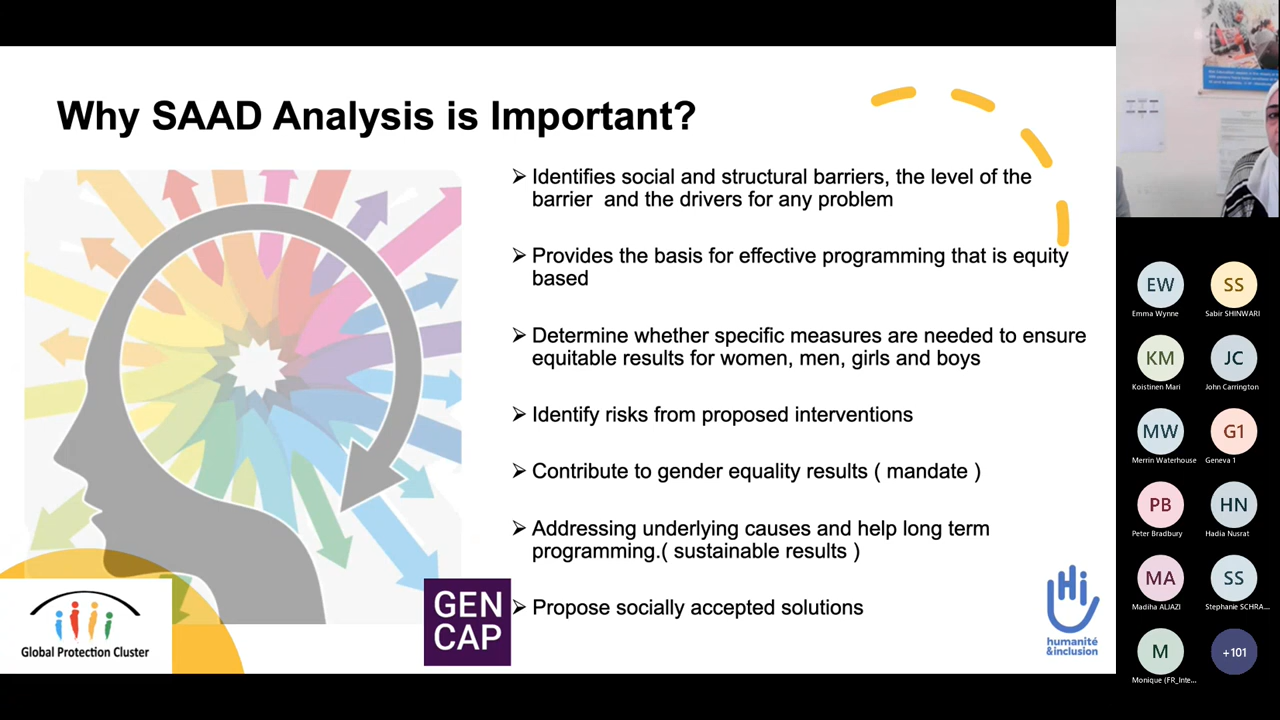 Why SAAD Analysis is Important?
➢ Identifies social and structural barriers, the level of the
barrier and the drivers for any problem
➢ Provides the basis for effective programming that is equity
based
➢ Determine whether specific measures are needed to ensure
equitable results for women, men, girls and boys
➢ Identify risks from proposed interventions
➢ Contribute to gender equality results ( mandate )
➢ Addressing underlying causes and help long term
programming.( sustainable results )
➢ Propose socially accepted solutions
Global Protection Cluster
GEN
CAP
Hi
humanité
&inclusion
EW
Emma Wynne
SS
Sabir SHINWARI
KM
Koistinen Mari
JC
John Carrington
MW
Merrin Waterhouse
G1
Geneva 1
PB
Peter Bradbury
HN
Hadia Nusrat
MA
Madiha ALJAZI
SS
Stephanie SCHRA...
M
Monique (FR_Inte...
+101